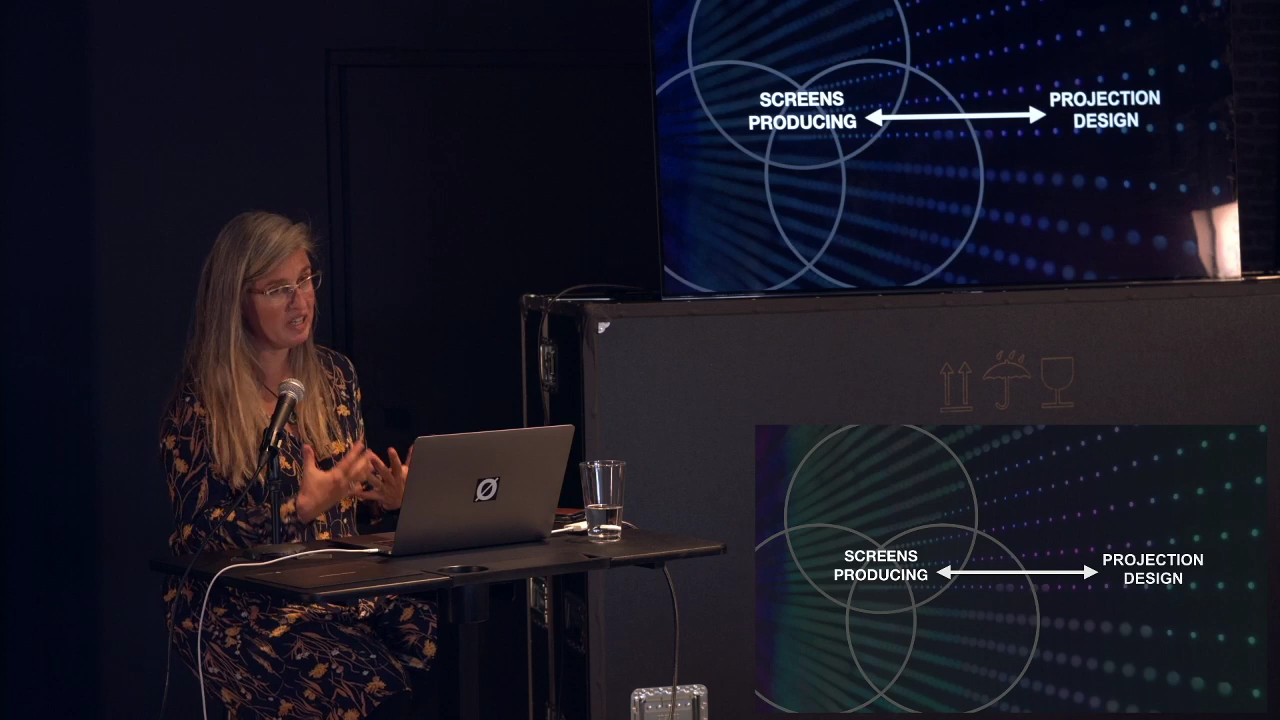 SCREENS
PRODUCING
PROJECTION
DESIGN
SCREENS
PRODUCING
PROJECTION
DESIGN